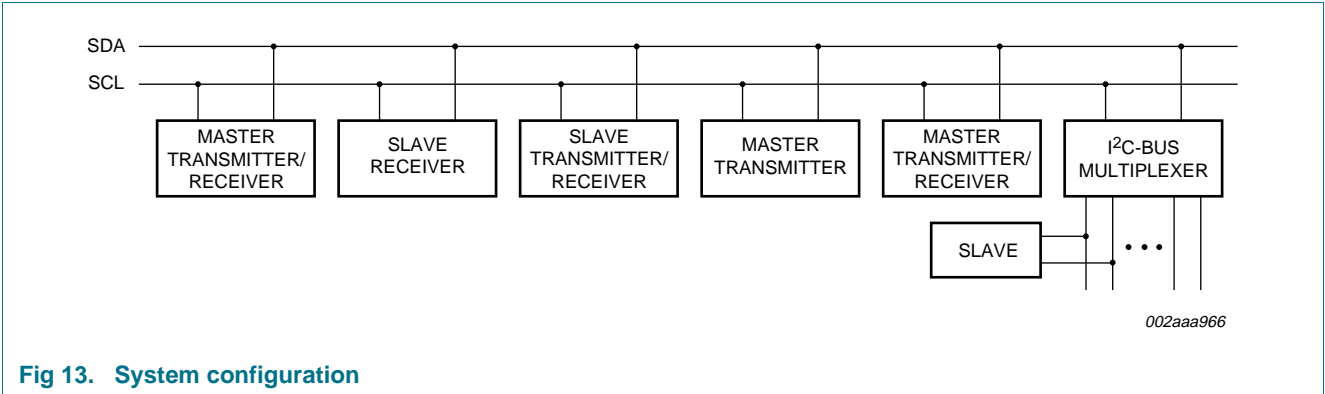 SDA
SCL
MASTER
TRANSMITTER/
RECEIVER
SLAVE
RECEIVER
SLAVE
TRANSMITTER/
RECEIVER
MASTER
TRANSMITTER
MASTER
TRANSMITTER/
RECEIVER
I²C-BUS
MULTIPLEXER
SLAVE
002aaa966
Fig 13. System configuration